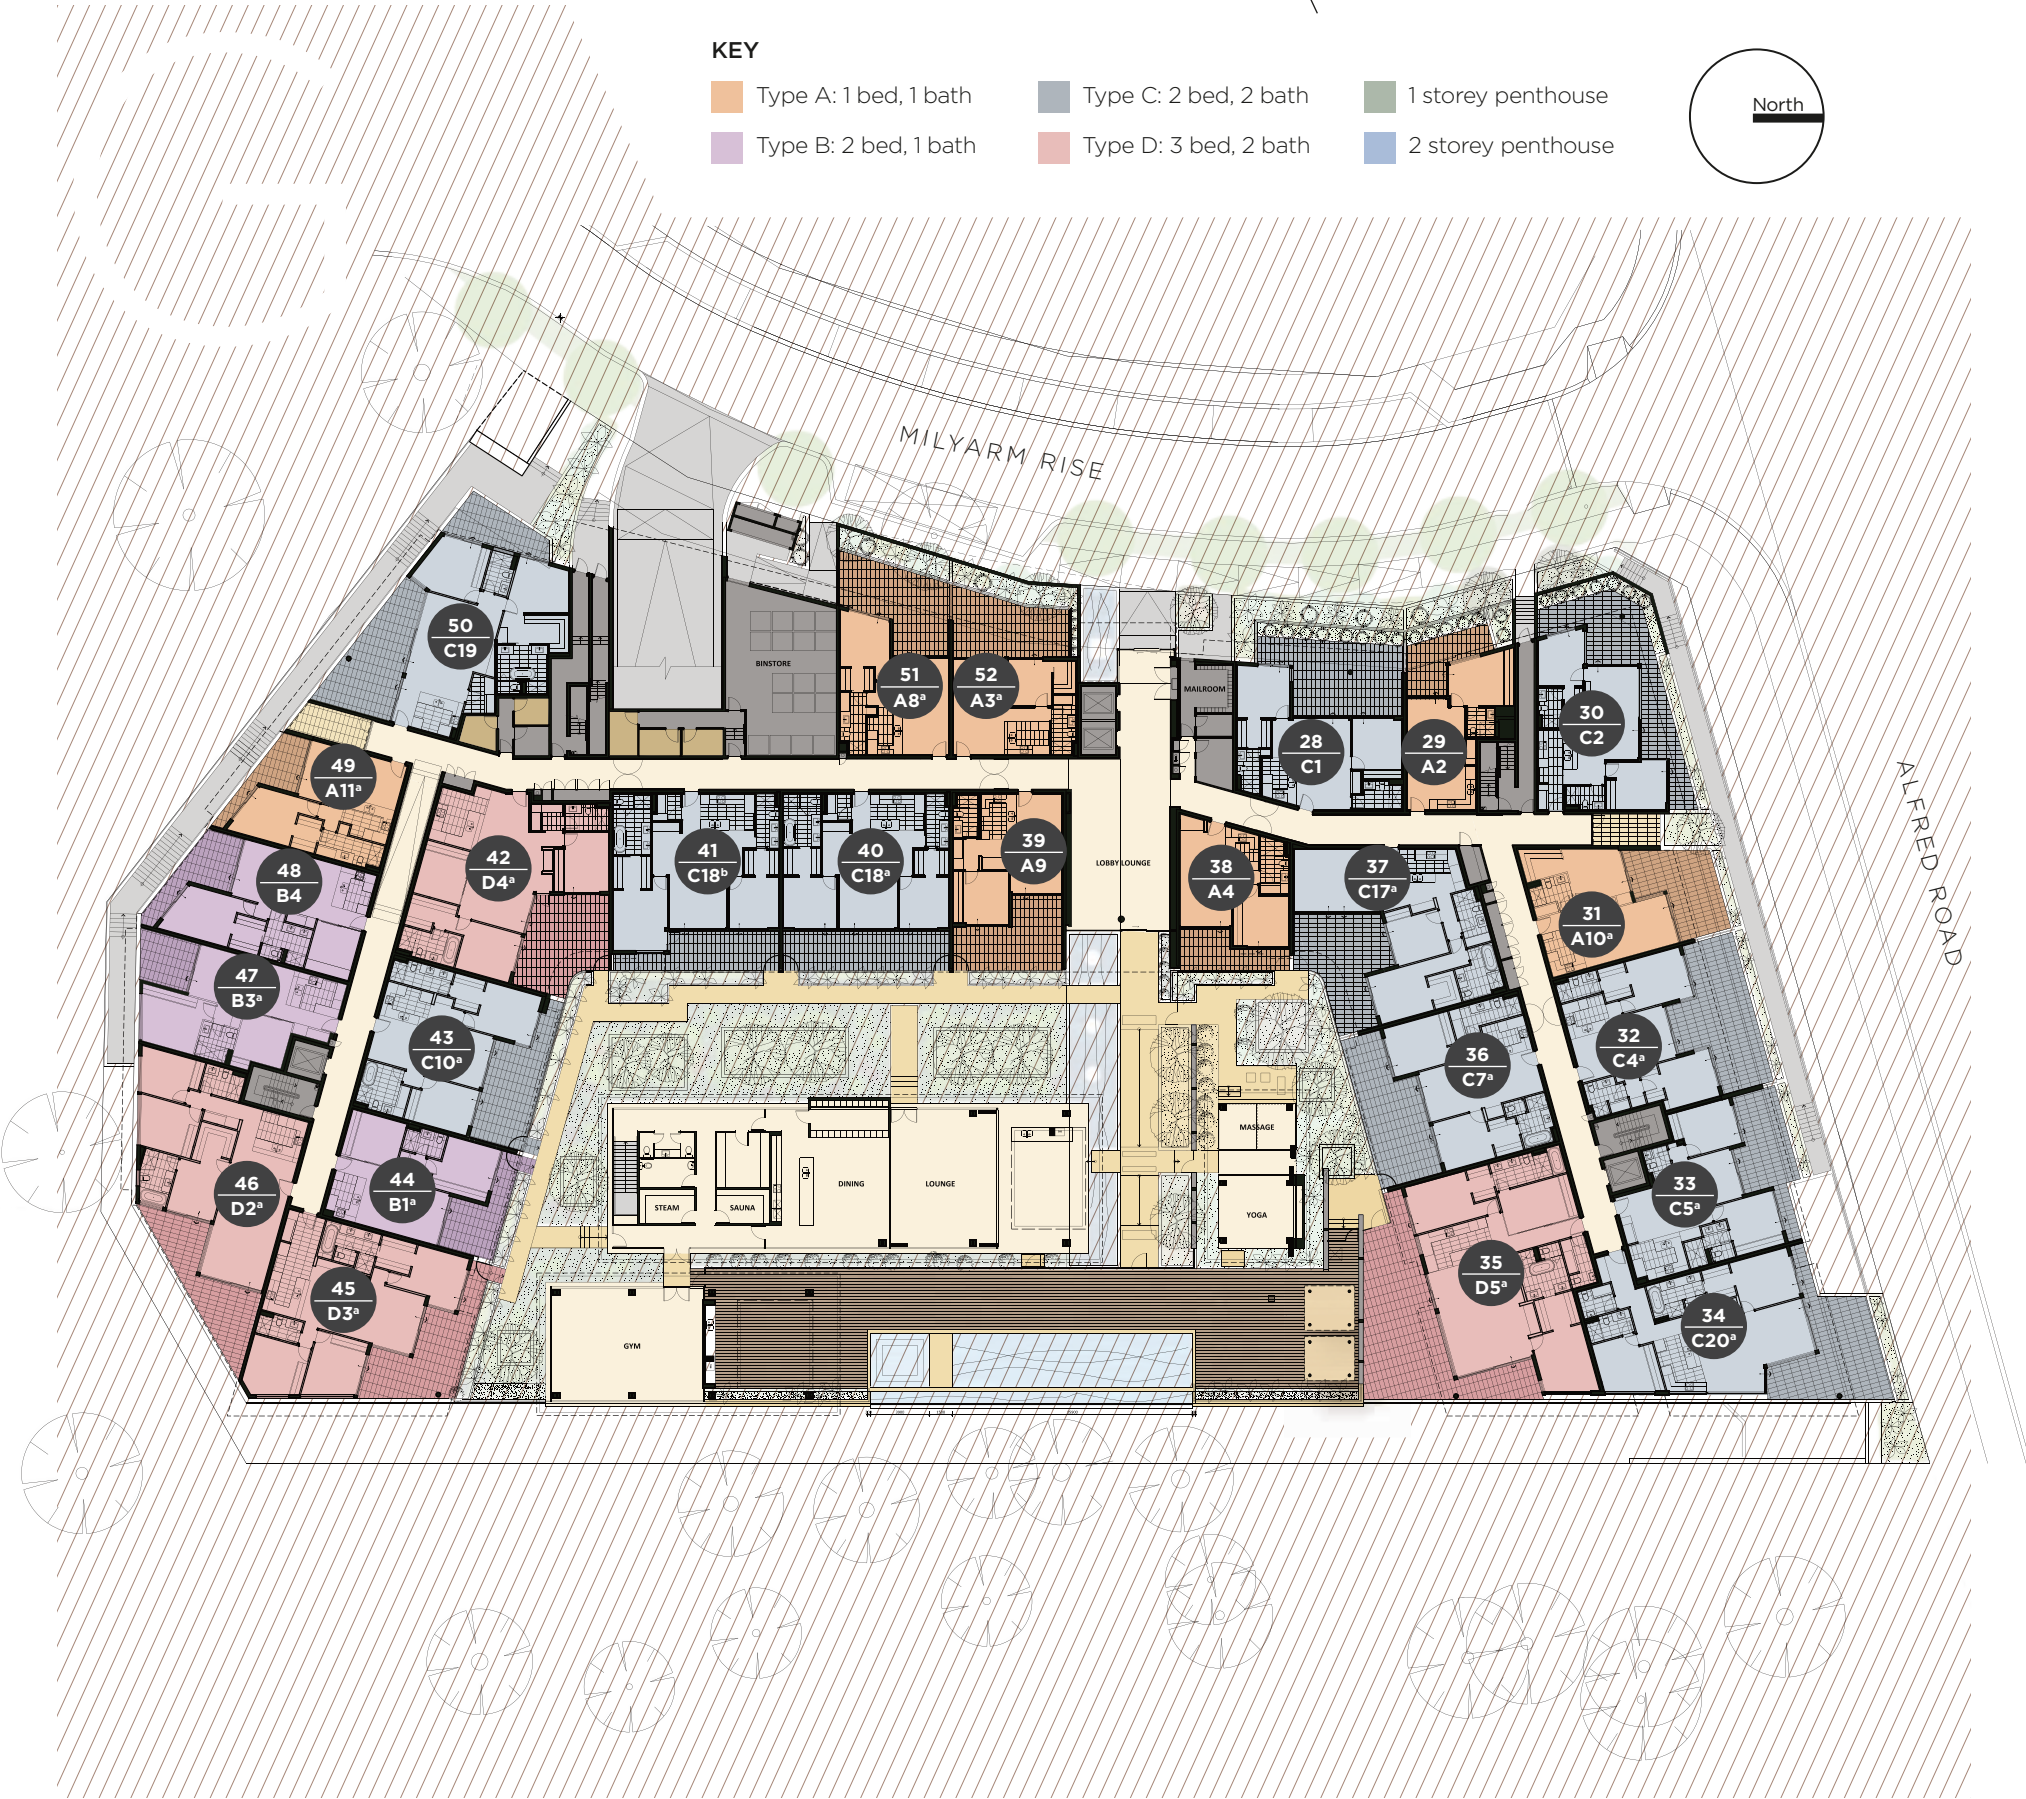 KEY
Type A: 1 bed, 1 bath
Type C: 2 bed, 2 bath
1 storey penthouse
Type B: 2 bed, 1 bath
Type D: 3 bed, 2 bath
2 storey penthouse
North
G
MILYARM RISE
ALFRED ROAD
50
C19
BINSTORE
51
A8ª
52
A3ª
MAILROOM
28
C1
29
A2
30
C2
49
A11ª
48
B4
42
D4ª
41
C18ᵇ
40
C18ª
39
A9
LOBBY LOUNGE
38
A4
37
C17ª
31
A10ª
47
B3ª
43
C10ª
36
C7ª
32
C4ª
46
D2ª
44
B1ª
45
D3ª
STEAM
SAUNA
DINING
LOUNGE
MASSAGE
YOGA
33
C5ª
35
D5ª
34
C20ª
GYM